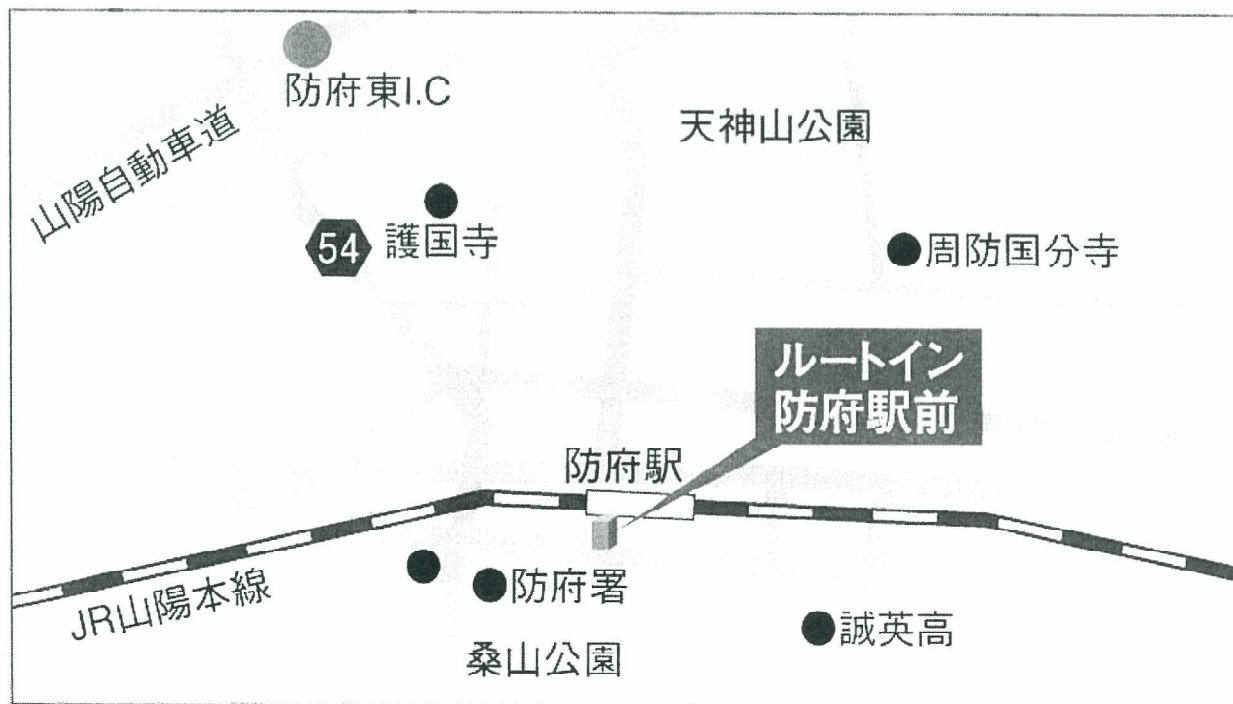 防府東I.C
天神山公園
山陽自動車道
54
護国寺
周防国分寺
ルートイン
防府駅前
防府駅
JR山陽本線
防府署
誠英高
桑山公園